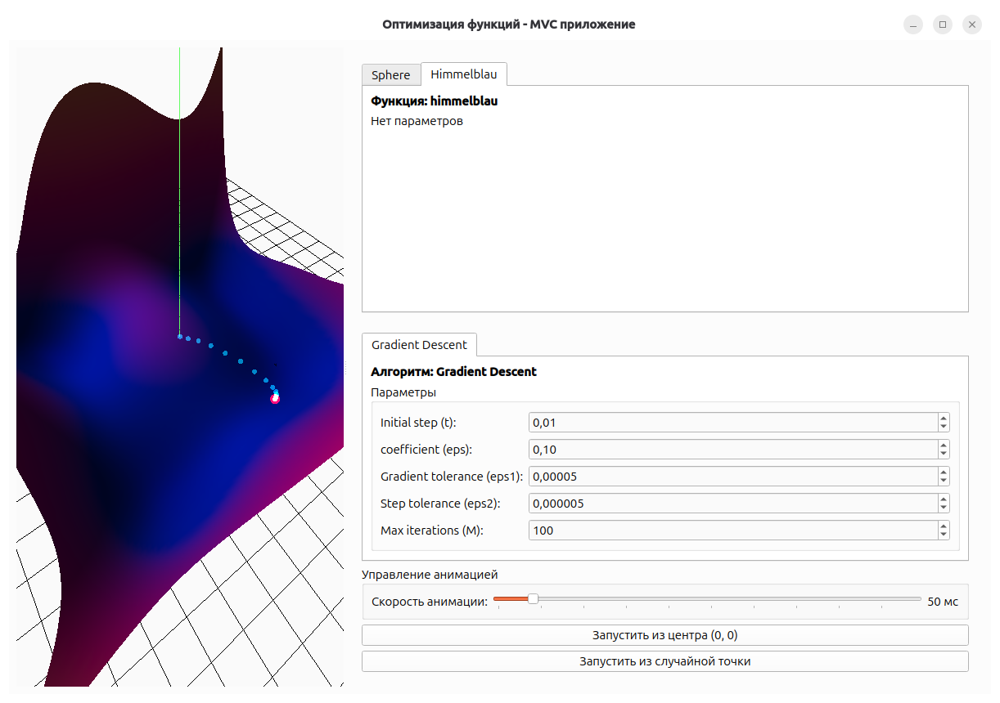 Оптимизация функций - MVC приложение
Sphere Himmelblau
Функция: himmelblau
Нет параметров
Gradient Descent
Алгоритм: Gradient Descent
Параметры
Initial step (t): 0,01
coefficient (eps): 0,10
Gradient tolerance (eps1): 0,00005
Step tolerance (eps2): 0,000005
Max iterations (M): 100
Управление анимацией
Скорость анимации: 50 мс
Запустить из центра (0, 0)
Запустить из случайной точки